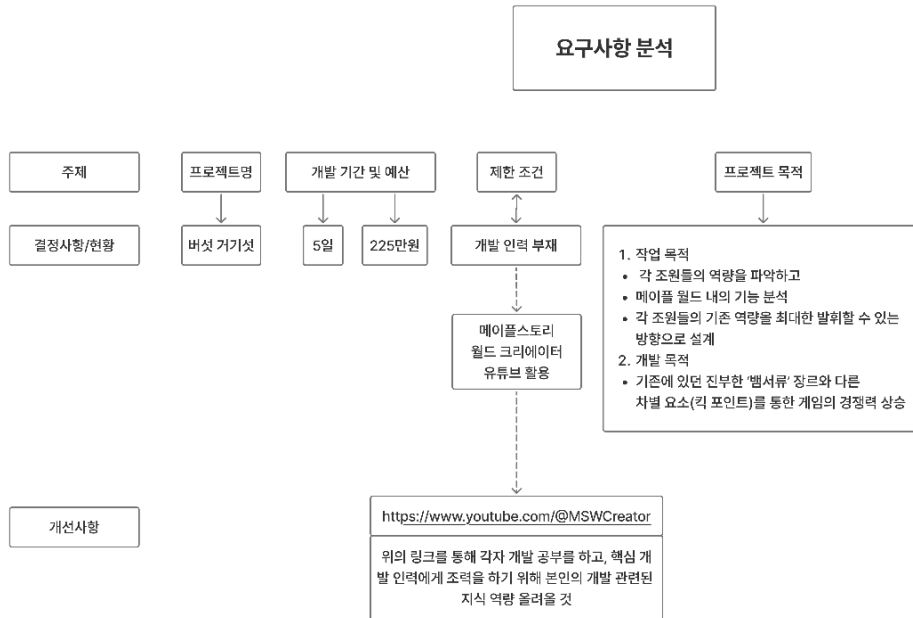 요구사항 분석
주제
프로젝트명
개발 기간 및 예산
제한 조건
프로젝트 목적
결정사항/현황
버섯 거기섯
5일
225만원
개발 인력 부재
1. 작업 목적
• 각 조원들의 역량을 파악하고
• 메이플 월드 내의 기능 분석
• 각 조원들의 기존 역량을 최대한 발휘할 수 있는
방향으로 설계
2. 개발 목적
• 기존에 있던 진부한 '뱀서류' 장르와 다른
차별 요소(킥 포인트)를 통한 게임의 경쟁력 상승
메이플스토리
월드 크리에이터
유튜브 활용
개선사항
https://www.youtube.com/@MSWCreator
위의 링크를 통해 각자 개발 공부를 하고, 핵심 개
발 인력에게 조력을 하기 위해 본인의 개발 관련된
지식 역량 올려올 것